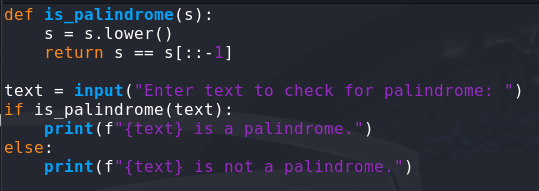 def is_palindrome(s):
    s = s.lower()
    return s == s[::-1]

text = input("Enter text to check for palindrome: ")
if is_palindrome(text):
    print(f"{text} is a palindrome.")
else:
    print(f"{text} is not a palindrome.")